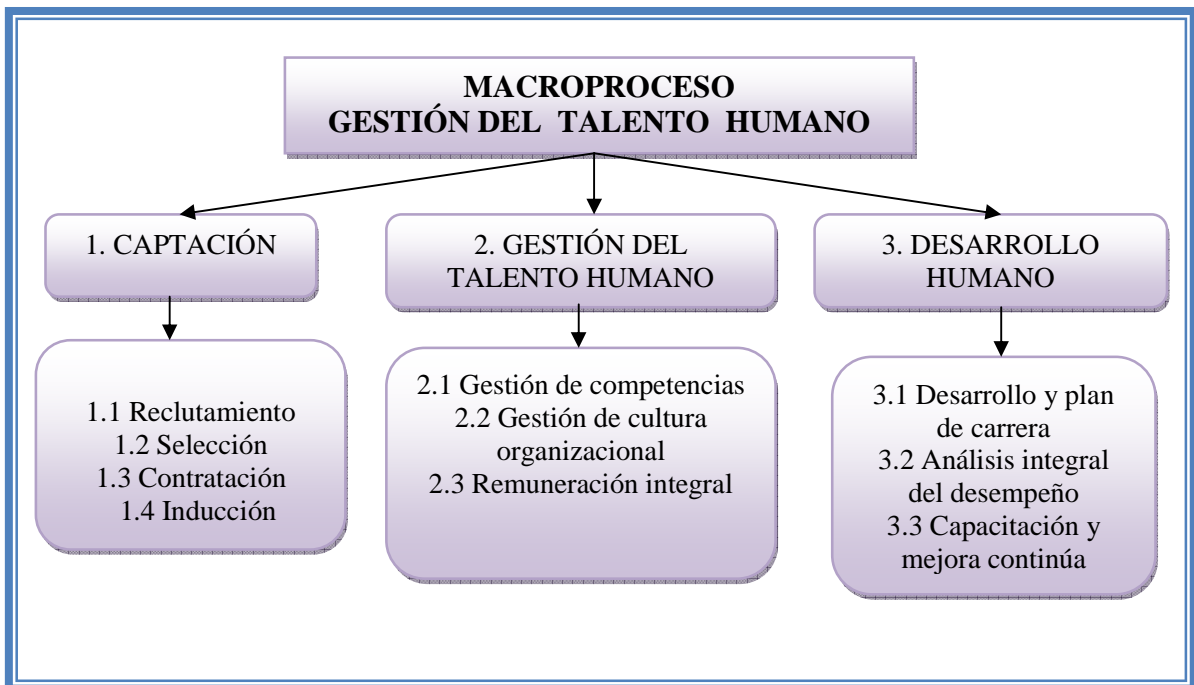 MACROPROCESO
GESTIÓN DEL TALENTO HUMANO
1. CAPTACIÓN
2. GESTIÓN DEL
TALENTO HUMANO
3. DESARROLLO
HUMANO
1.1 Reclutamiento
1.2 Selección
1.3 Contratación
1.4 Inducción
2.1 Gestión de competencias
2.2 Gestión de cultura
organizacional
2.3 Remuneración integral
3.1 Desarrollo y plan
de carrera
3.2 Análisis integral
del desempeño
3.3 Capacitación y
mejora continúa